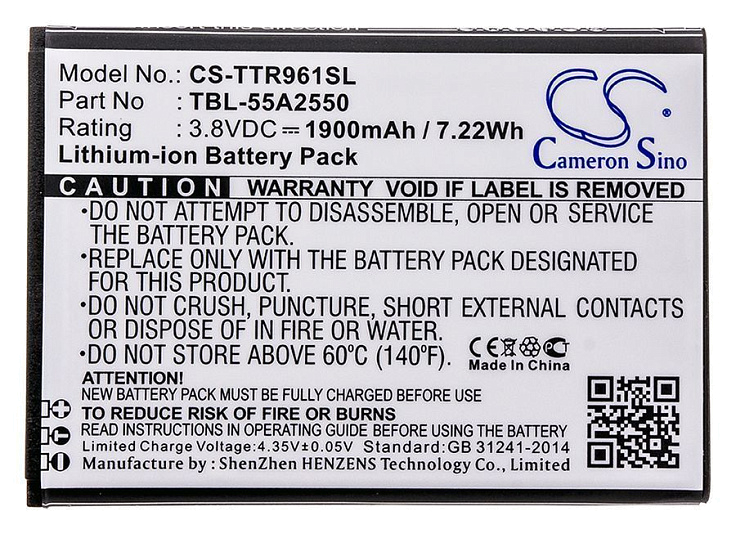 Model No.: CS-TTR961SL
Part No : TBL-55A2550
Rating : 3.8VDC⎓1900mAh / 7.22Wh
Lithium-ion Battery Pack
CS
®
Cameron Sino
CAUTION WARRANTY VOID IF LABEL IS REMOVED
•DO NOT ATTEMPT TO DISASSEMBLE, OPEN OR SERVICE
THE BATTERY PACK.
•REPLACE ONLY WITH THE BATTERY PACK DESIGNATED
FOR THIS PRODUCT.
•DO NOT CRUSH, PUNCTURE, SHORT EXTERNAL CONTACTS
OR DISPOSE OF IN FIRE OR WATER.
•DO NOT STORE ABOVE 60°C (140°F).
CE
Made In China
ATTENTION!
NEW BATTERY PACK MUST BE FULLY CHARGED BEFORE USE
TO REDUCE RISK OF FIRE OR BURNS
READ INSTRUCTIONS IN OPERATING GUIDE BEFORE USING THE BATTERY
Limited Charge Voltage:4.35V±0.05V Standard:GB 31241-2014
Manufacture by : ShenZhen HENZENS Technology Co., Limited